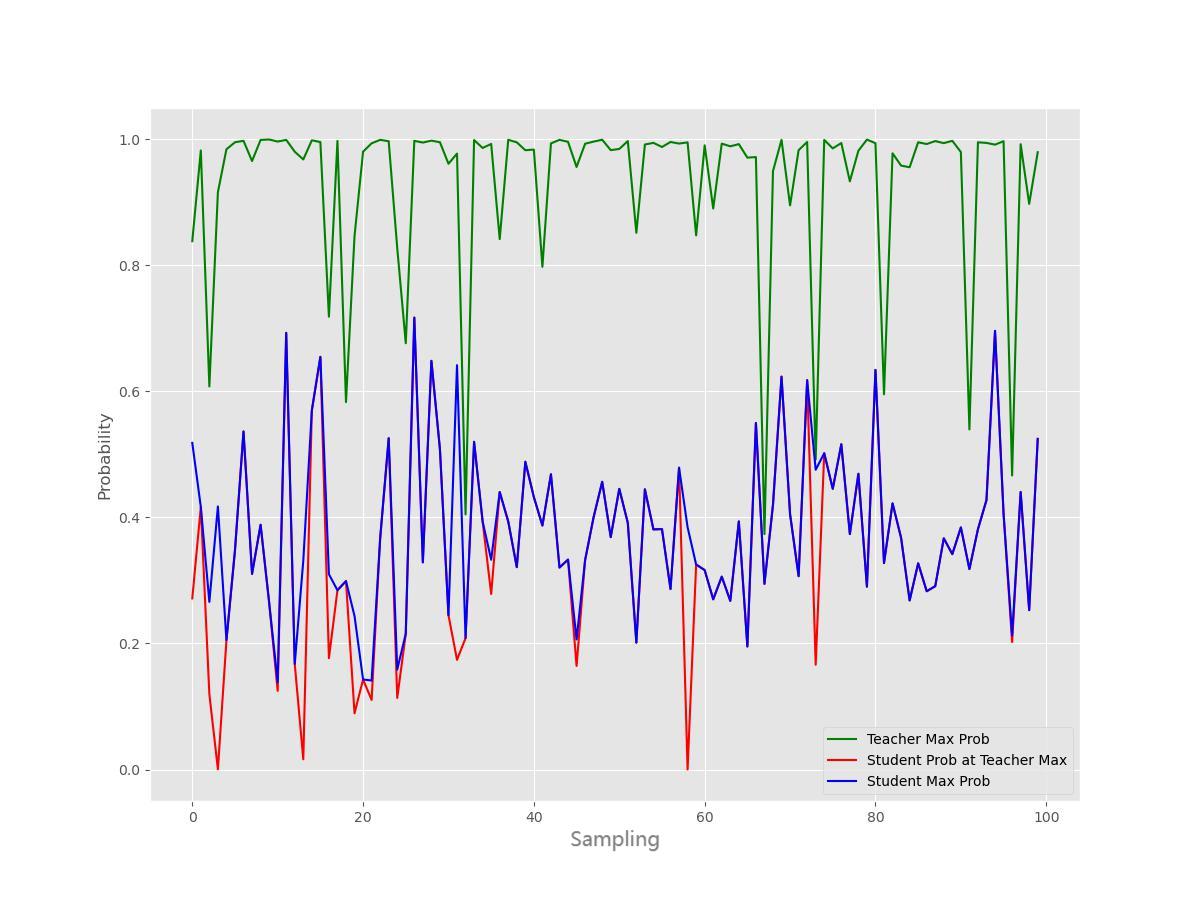 1.0
0.8
0.6
0.4
0.2
0.0
Probability
0 20 40 60 80 100
Sampling
Teacher Max Prob
Student Prob at Teacher Max
Student Max Prob